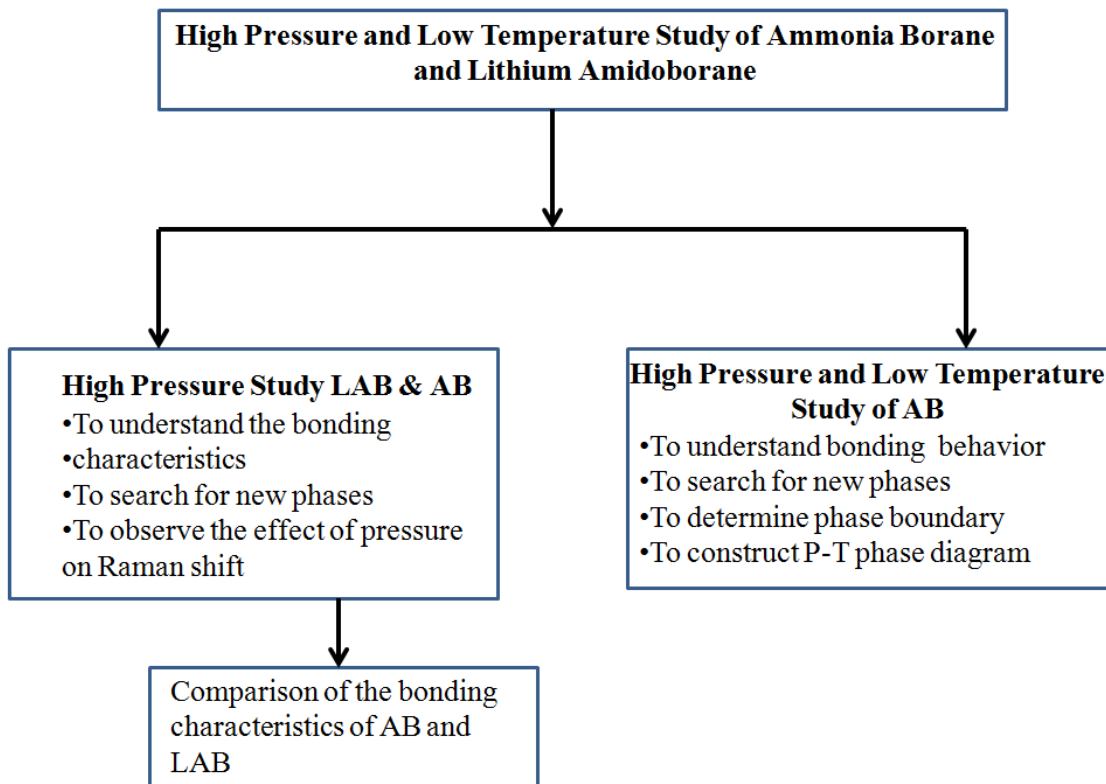 High Pressure and Low Temperature Study of Ammonia Borane
and Lithium Amidoborane
High Pressure Study LAB & AB
•To understand the bonding
•characteristics
•To search for new phases
•To observe the effect of pressure
on Raman shift
High Pressure and Low Temperature
Study of AB
•To understand bonding  behavior
•To search for new phases
•To determine phase boundary
•To construct P-T phase diagram
Comparison of the bonding
characteristics of AB and
LAB